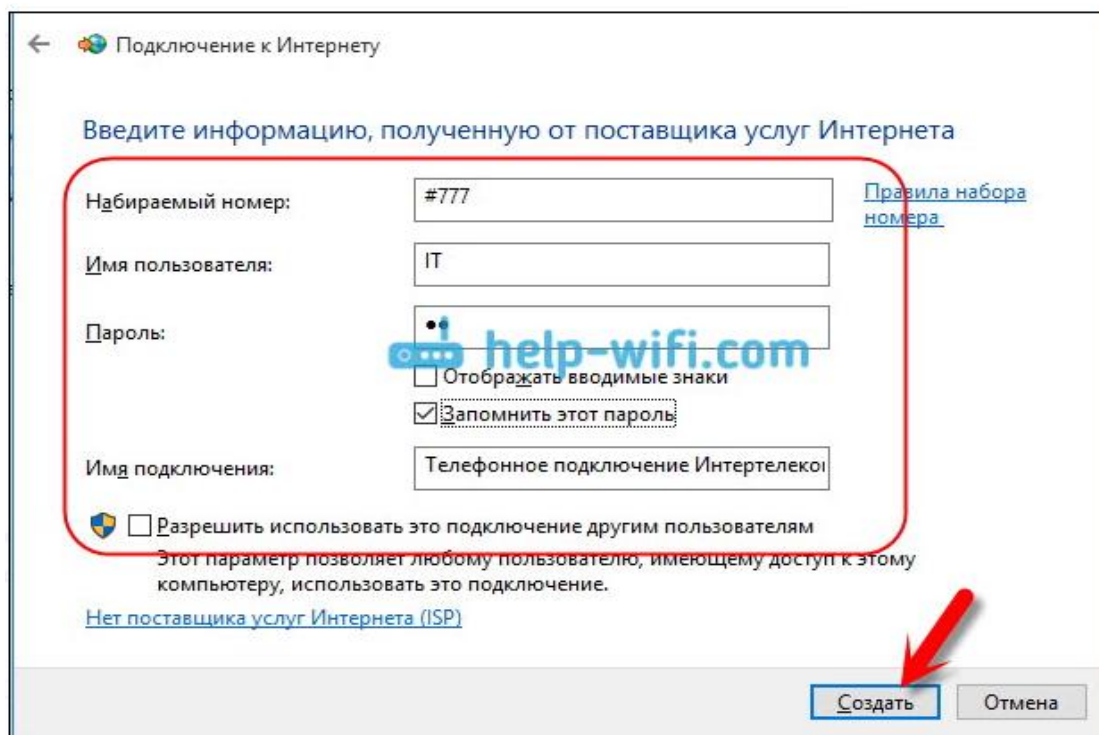 Подключение к Интернету
Введите информацию, полученную от поставщика услуг Интернета
Набираемый номер:
#777
Правила набора
номера
Имя пользователя:
IT
Пароль:
••
help-wifi.com
Отображать вводимые знаки
Запомнить этот пароль
Имя подключения:
Телефонное подключение Интертелеко
Разрешить использовать это подключение другим пользователям
Этот параметр позволяет любому пользователю, имеющему доступ к этому
компьютеру, использовать это подключение.
Нет поставщика услуг Интернета (ISP)
Создать
Отмена